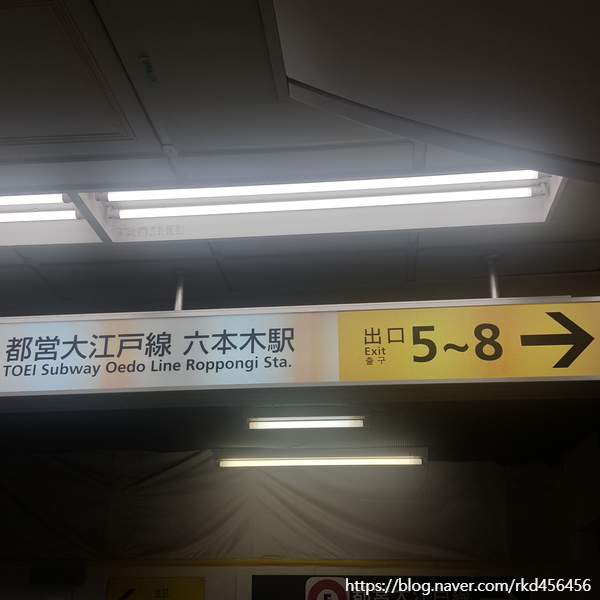 都営大江戸線 六本木駅
TOEI Subway Oedo Line Roppongi Sta.
出口
Exit
출구
5~8
https://blog.naver.com/rkd456456